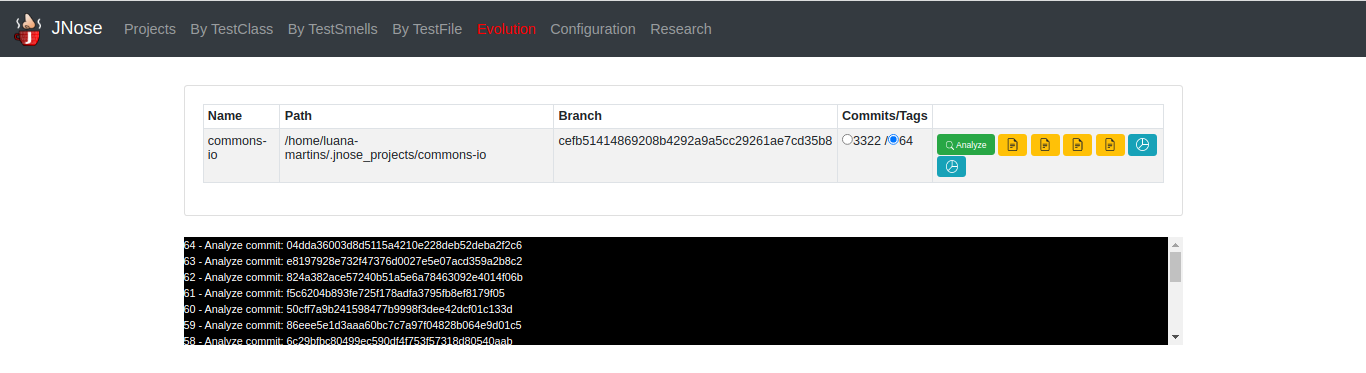 JNose Projects By TestClass By TestSmells By TestFile Evolution Configuration Research
Name Path Branch Commits/Tags
commons- /home/luana- cefb51414869208b4292a9a5cc29261ae7cd35b8 3322 / 64 Analyze
io martins/.jnose_projects/commons-io
64 - Analyze commit: 04dda36003d8d5115a4210e228deb52deba2f2c6
63 - Analyze commit: e8197928e732f47376d0027e5e07acd359a2b8c2
62 - Analyze commit: 824a382ace57240b51a5e6a78463092e4014f06b
61 - Analyze commit: f5c6204b893fe725f178adfa3795fb8ef8179f05
60 - Analyze commit: 50cff7a9b241598477b9998f3dee42dcf01c133d
59 - Analyze commit: 86eee5e1d3aaa60bc7c7a97f04828b064e9d01c5
58 - Analyze commit: 6c29bfbc80499ec590df4f753f57318d80540aab